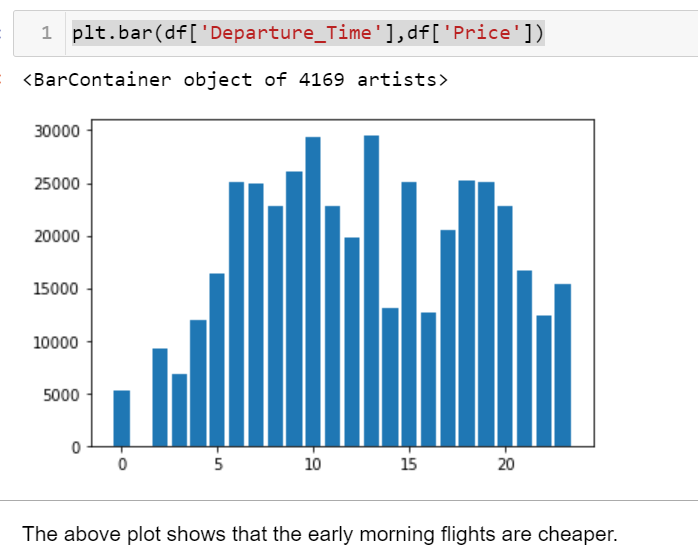 1 plt.bar(df['Departure_Time'],df['Price'])
<BarContainer object of 4169 artists>
30000
25000
20000
15000
10000
5000
0
0 5 10 15 20
The above plot shows that the early morning flights are cheaper.